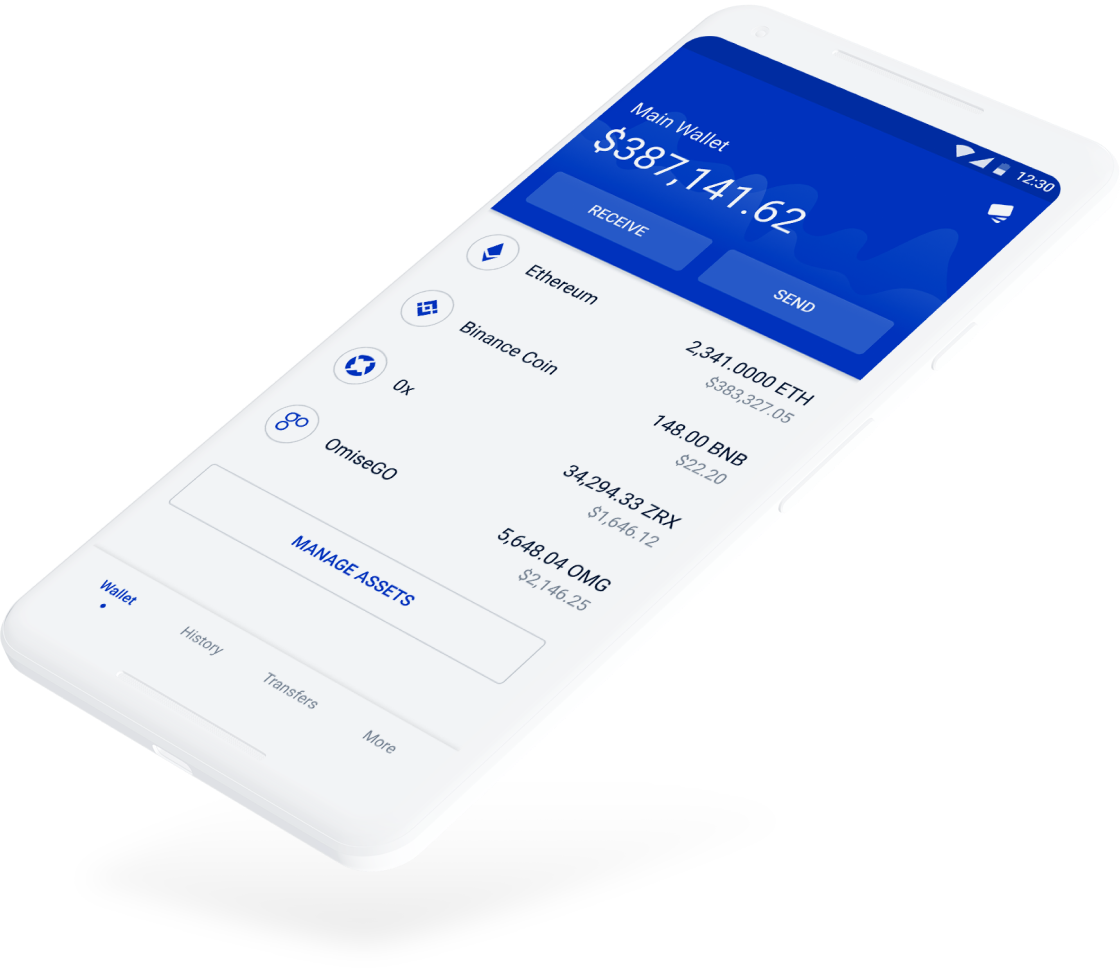 12:30
Main Wallet
$387,141.62
RECEIVE
SEND
Ethereum
2,341.0000 ETH
$383,327.05
Binance Coin
148.00 BNB
$22.20
0x
34,294.33 ZRX
$1,646.12
OmiseGO
5,648.04 OMG
$2,146.25
MANAGE ASSETS
Wallet
History
Transfers
More